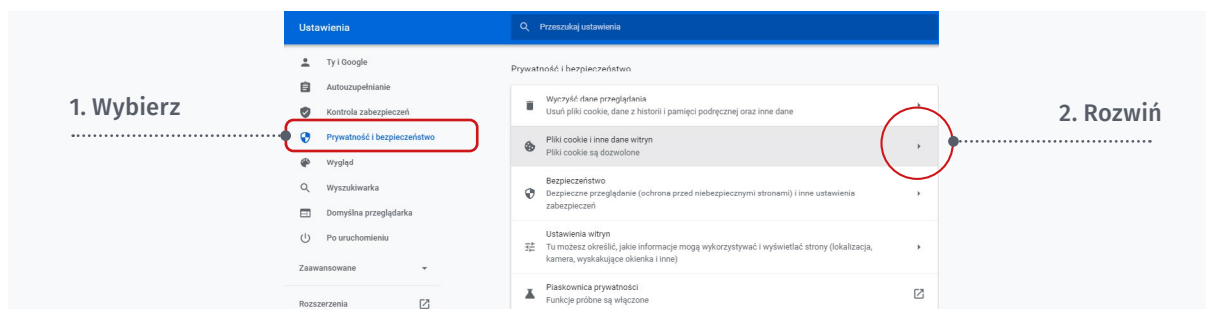 Ustawienia
Przeszukaj ustawienia
Ty i Google
Autouzupełnianie
Kontrola zabezpieczeń
Prywatność i bezpieczeństwo
Wygląd
Wyszukiwarka
Domyślna przeglądarka
Po uruchomieniu
Zaawansowane
Rozszerzenia
1. Wybierz
Prywatność i bezpieczeństwo
Wyczyść dane przeglądania
Usuń pliki cookie, dane z historii i pamięci podręcznej oraz inne dane
Pliki cookie i inne dane witryn
Pliki cookie są dozwolone
Bezpieczeństwo
Bezpieczne przeglądanie (ochrona przed niebezpiecznymi stronami) i inne ustawienia
zabezpieczeń
Ustawienia witryn
Tu możesz określić, jakie informacje mogą wykorzystywać i wyświetlać strony (lokalizacja,
kamera, wyskakujące okienka i inne)
Piaskownica prywatności
Funkcje próbne są włączone
2. Rozwiń